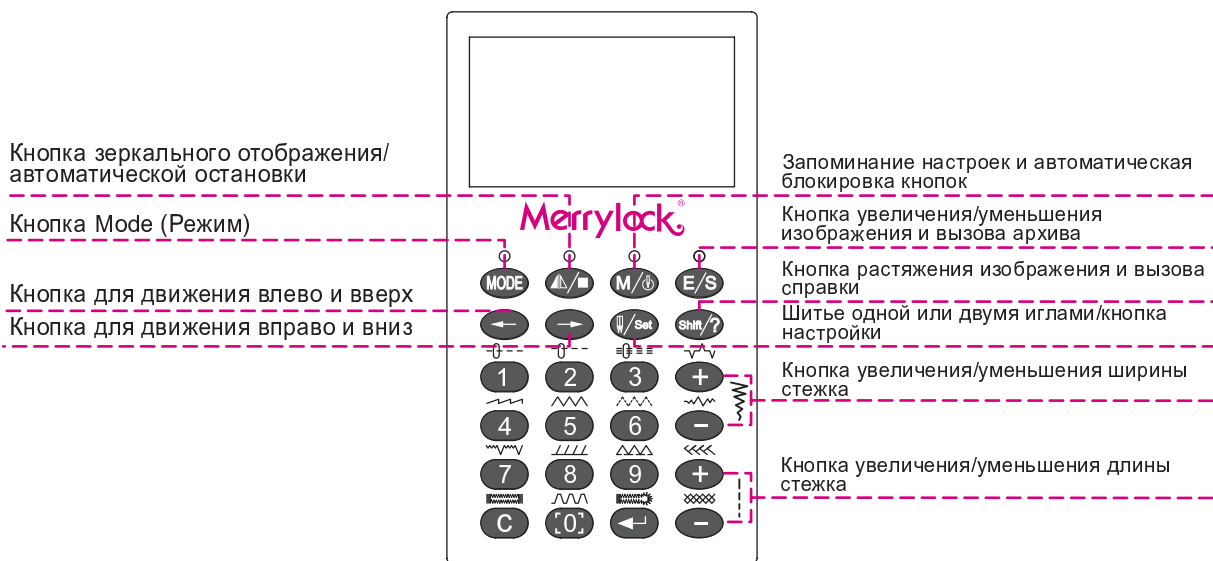 Кнопка зеркального отображения/
автоматической остановки
Кнопка Mode (Режим)
Кнопка для движения влево и вверх
Кнопка для движения вправо и вниз
Merrylock®
MODE
M/
E/S
/Set
Shift/?
1 2 3 +
4 5 6 −
7 8 9 +
C [0] −
Запоминание настроек и автоматическая
блокировка кнопок
Кнопка увеличения/уменьшения
изображения и вызова архива
Кнопка растяжения изображения и вызова
справки
Шитье одной или двумя иглами/кнопка
настройки
Кнопка увеличения/уменьшения ширины
стежка
Кнопка увеличения/уменьшения длины
стежка